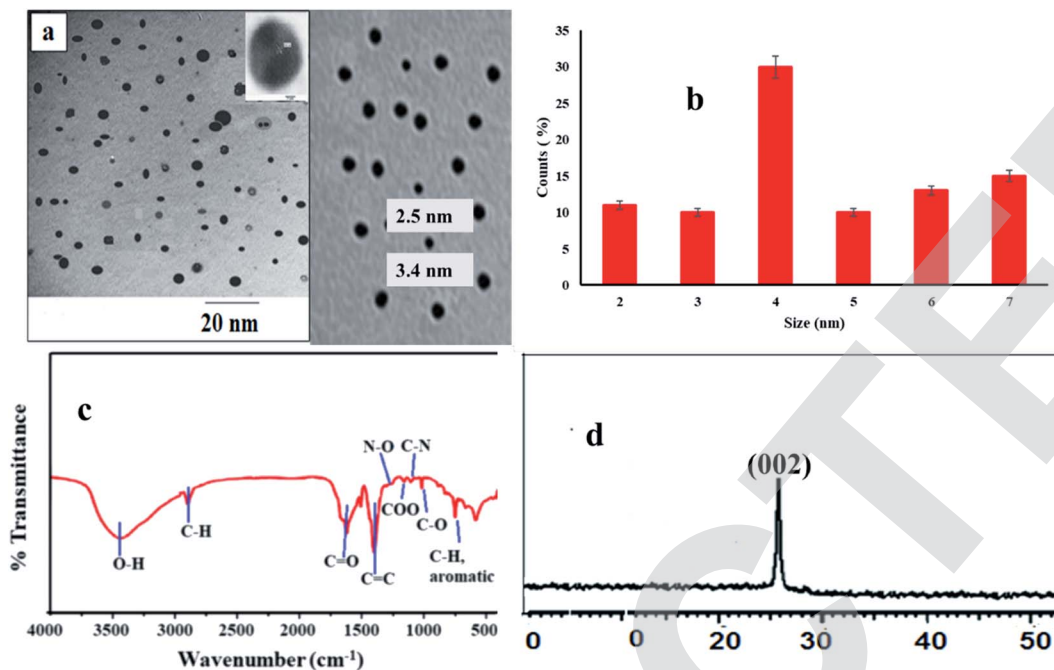 a
2.5 nm
3.4 nm
20 nm
b
Counts (%)
35
30
25
20
15
10
5
0
2 3 4 5 6 7
Size (nm)
c
% Transmittance
N-O C-N
O-H
C-H
C=O
C=C
COO
C-O
C-H,
aromatic
4000 3500 3000 2500 2000 1500 1000 500
Wavenumber (cm-1)
d
(002)
0 0 20 30 40 50
CTE